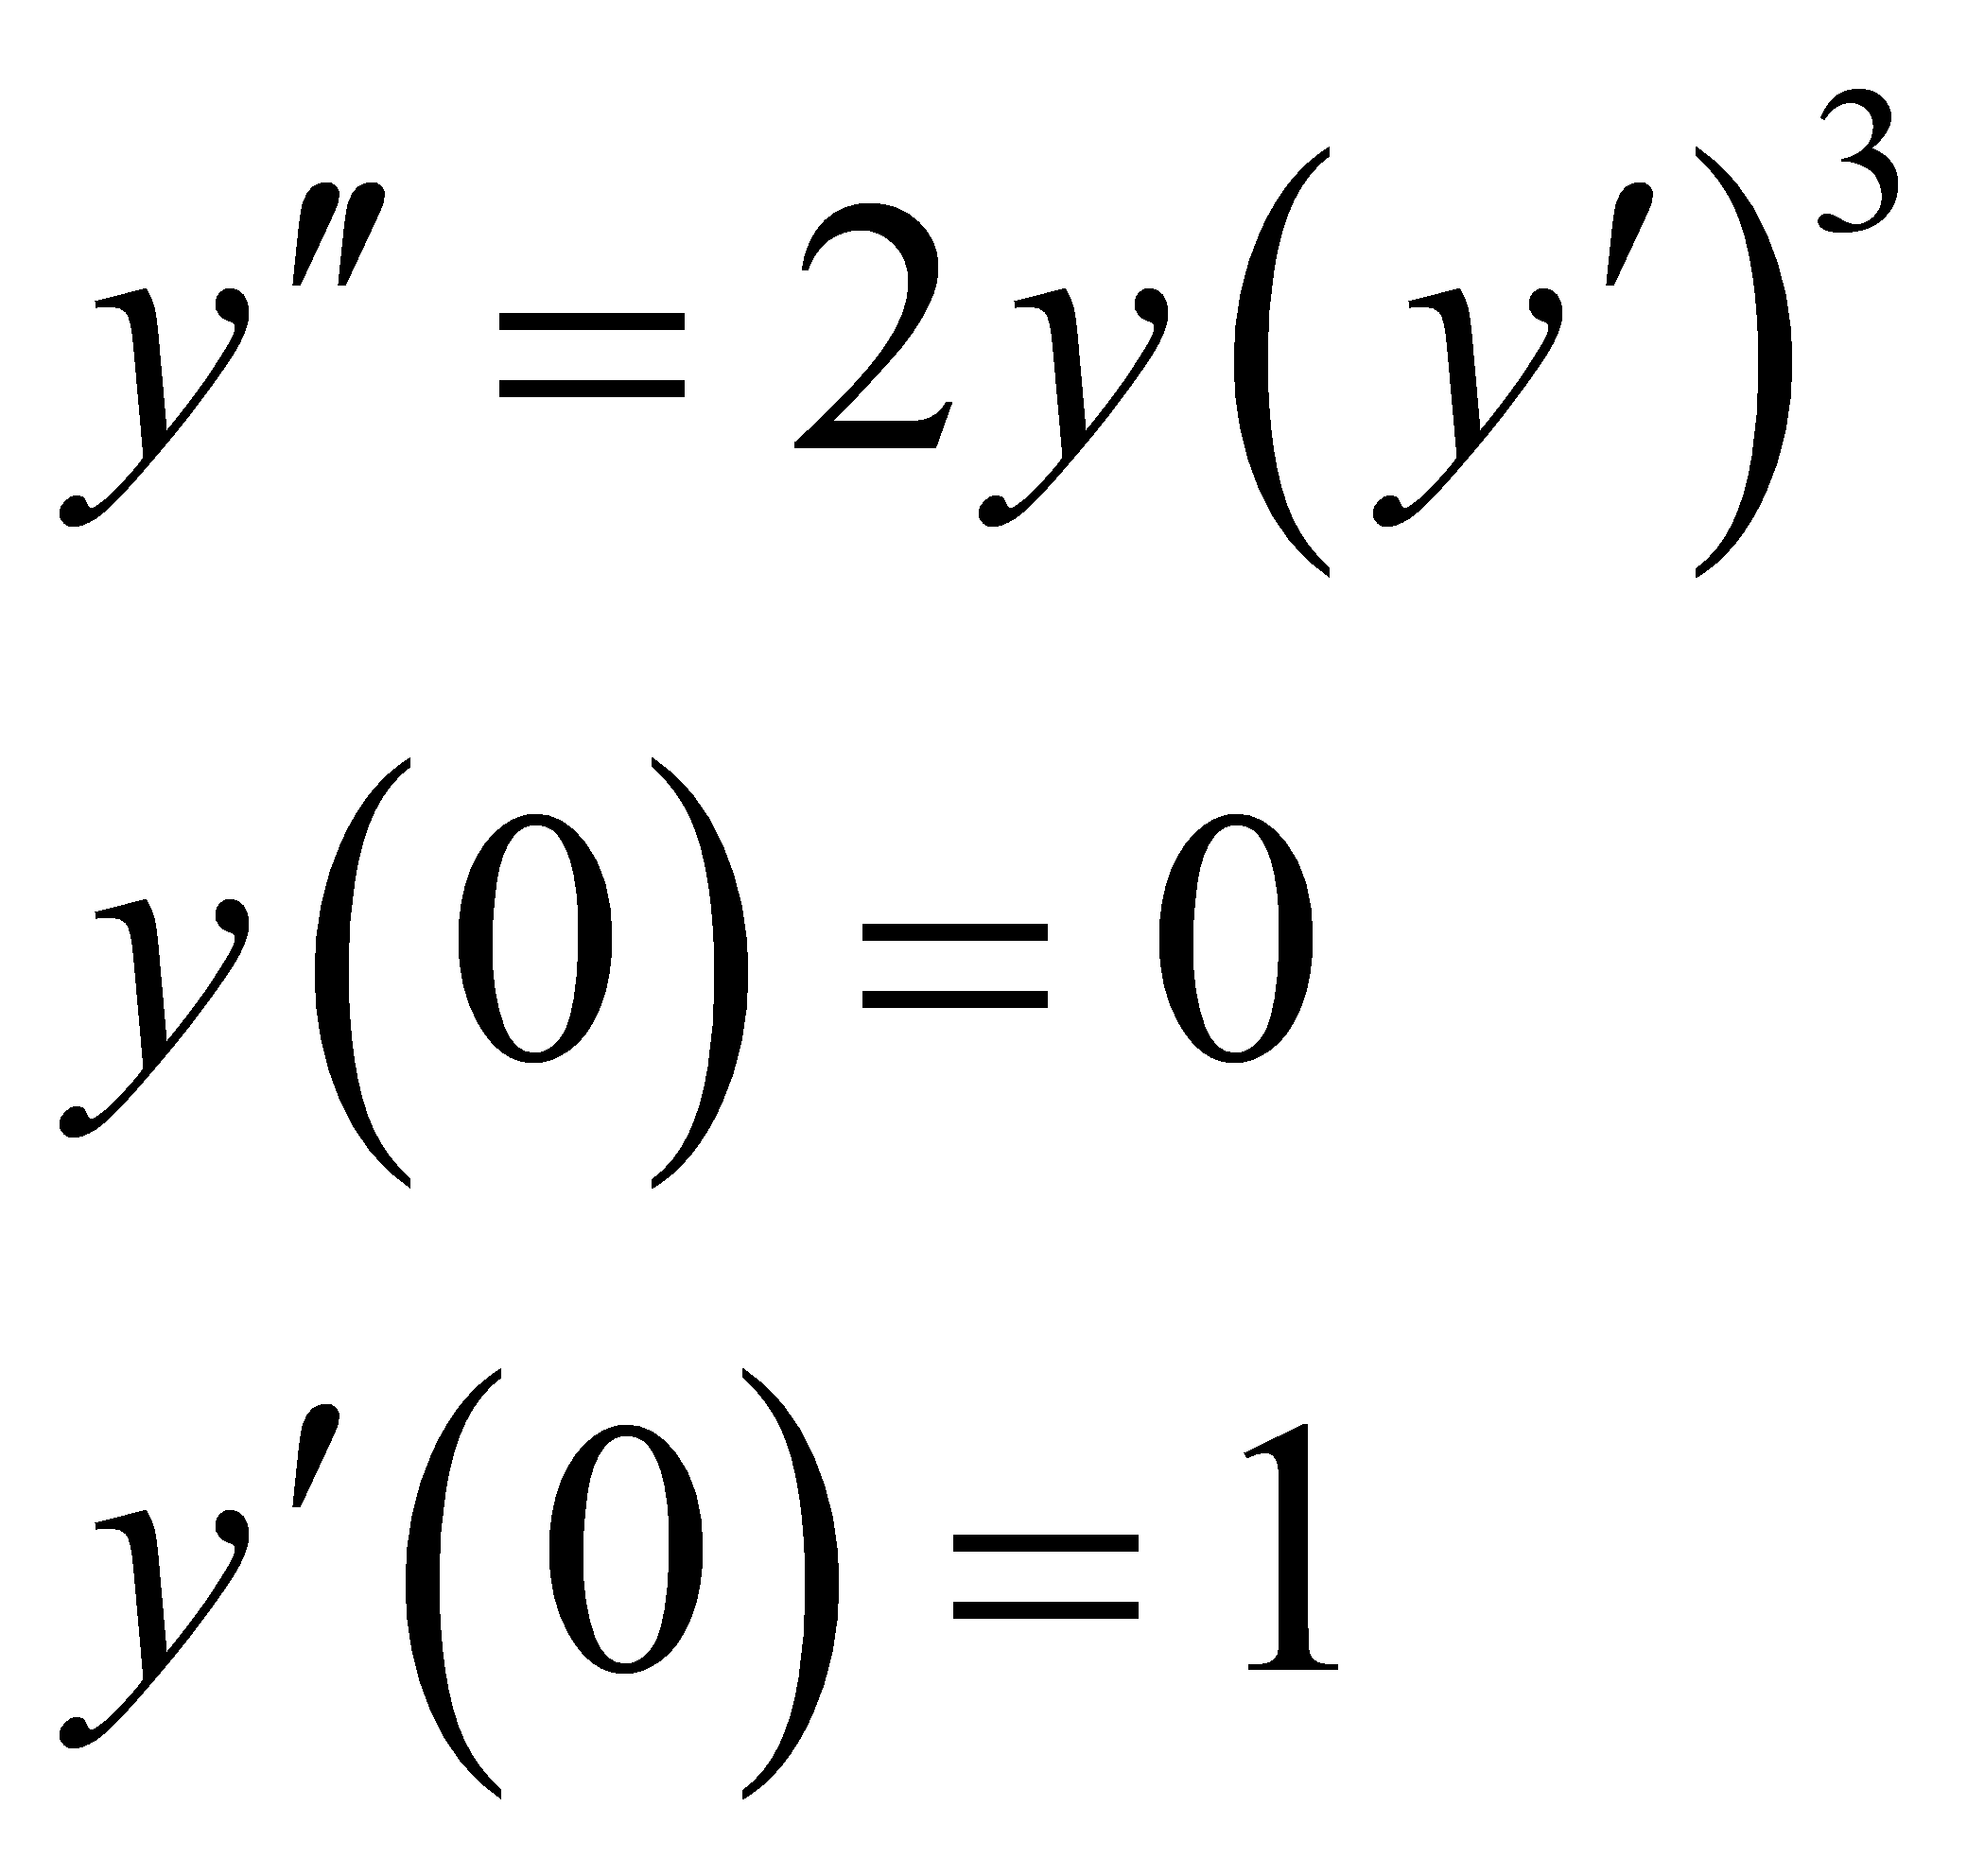 y″ = 2y(y′)³
y(0) = 0
y′(0) = 1